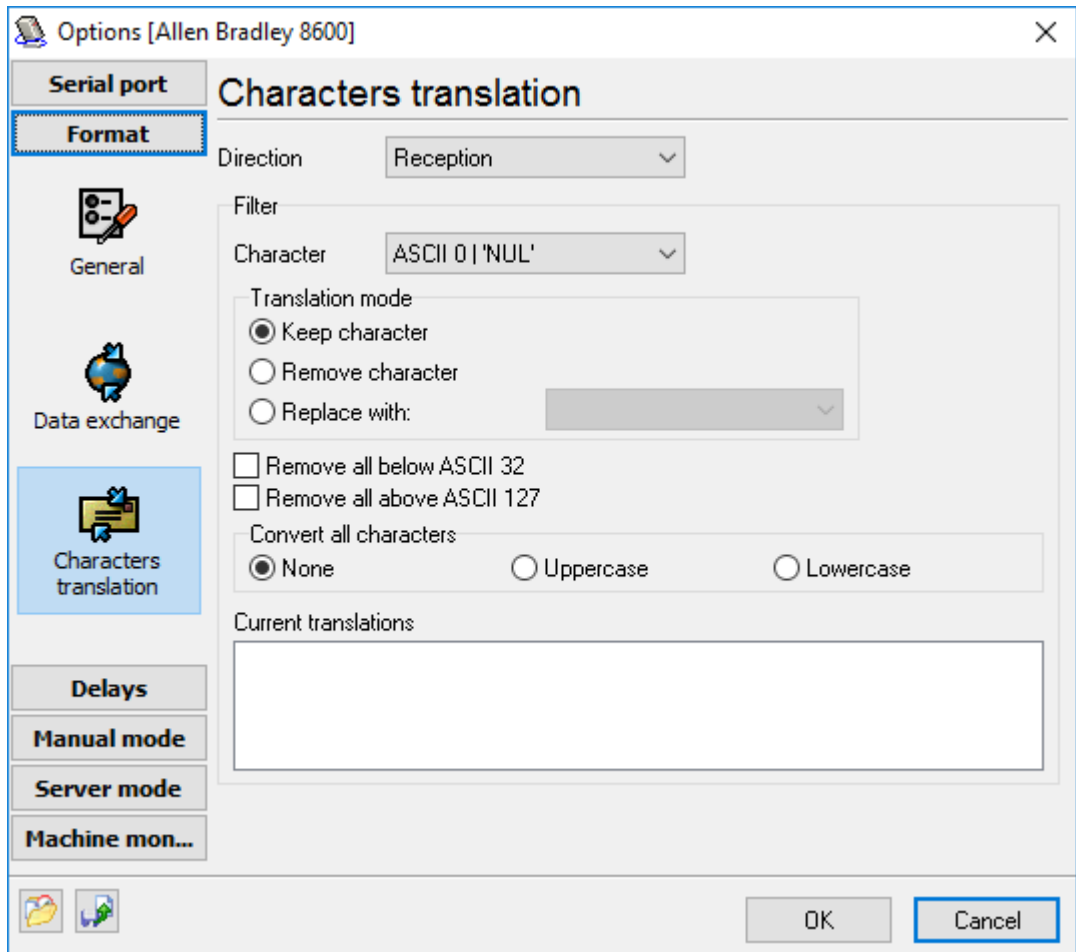 Options [Allen Bradley 8600]
Serial port
Format
General
Data exchange
Characters
translation
Delays
Manual mode
Server mode
Machine mon...
Characters translation
Direction Reception
Filter
Character ASCII 0 | 'NUL'
Translation mode
Keep character
Remove character
Replace with:
Remove all below ASCII 32
Remove all above ASCII 127
Convert all characters
None Uppercase Lowercase
Current translations
OK Cancel